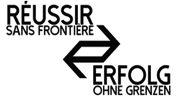 RÉUSSIR
SANS FRONTIÈRE
ERFOLG
OHNE GRENZEN